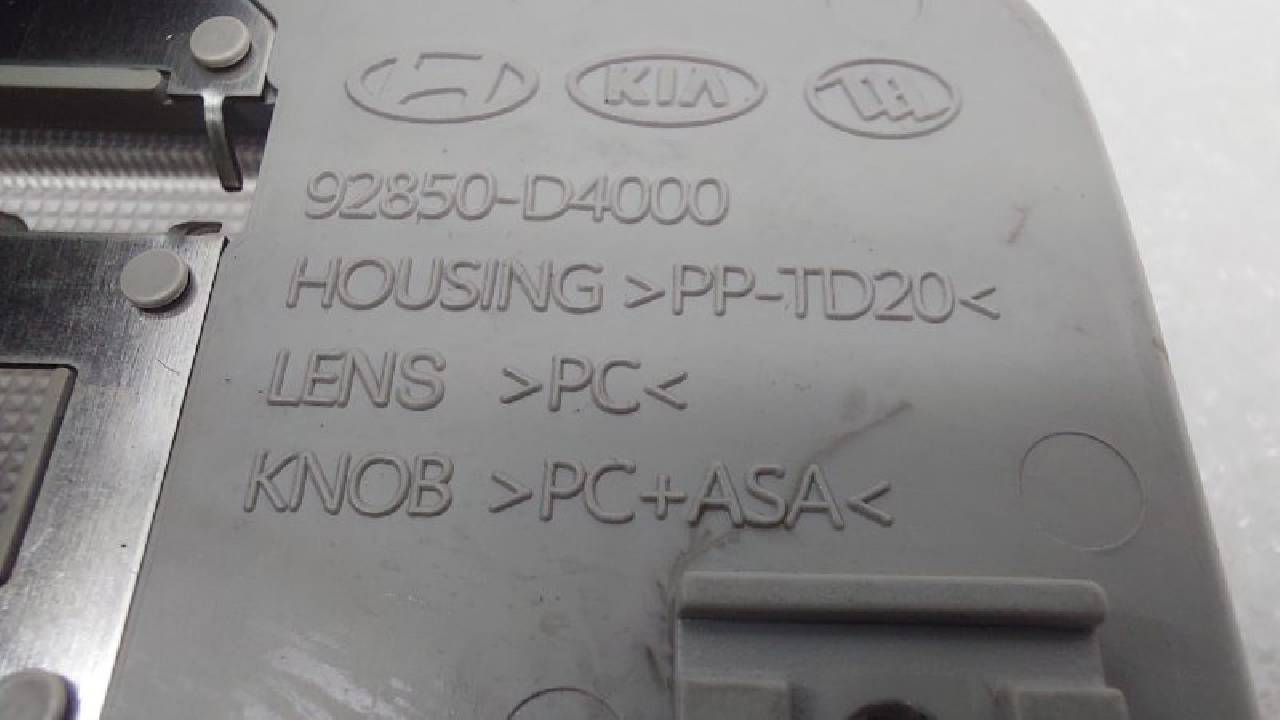 KIA
92850-D4000
HOUSING >PP-TD20<
LENS >PC<
KNOB >PC+ASA<